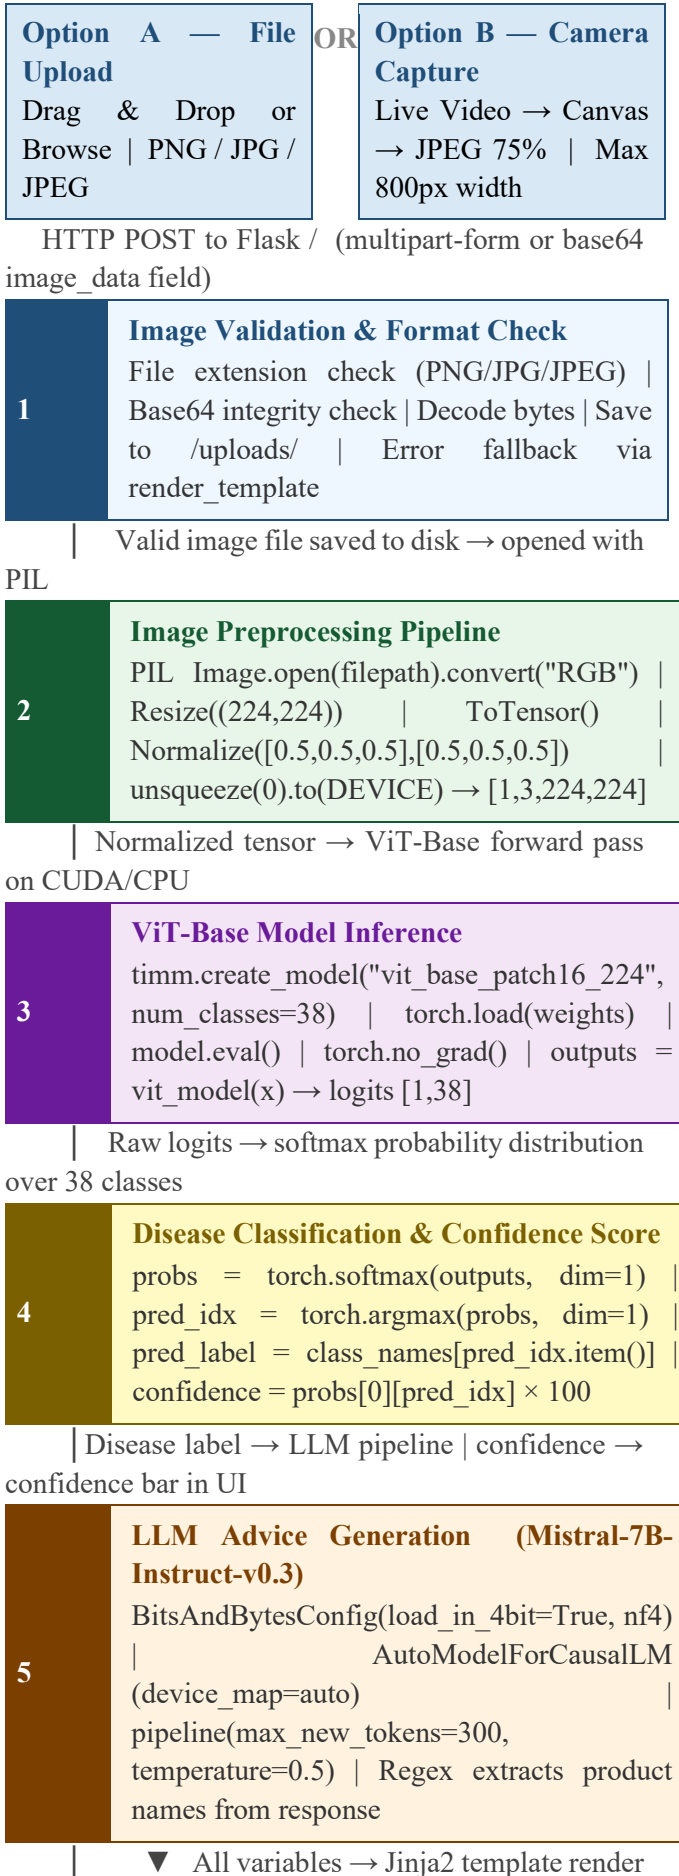 Option A — File
Upload
Drag & Drop or
Browse | PNG / JPG /
JPEG
OR
Option B — Camera
Capture
Live Video → Canvas
→ JPEG 75% | Max
800px width
HTTP POST to Flask / (multipart-form or base64
image_data field)
1
Image Validation & Format Check
File extension check (PNG/JPG/JPEG) |
Base64 integrity check | Decode bytes | Save
to /uploads/ | Error fallback via
render_template
│ Valid image file saved to disk → opened with
PIL
2
Image Preprocessing Pipeline
PIL Image.open(filepath).convert("RGB") |
Resize((224,224)) | ToTensor() |
Normalize([0.5,0.5,0.5],[0.5,0.5,0.5]) |
unsqueeze(0).to(DEVICE) → [1,3,224,224]
│ Normalized tensor → ViT-Base forward pass
on CUDA/CPU
3
ViT-Base Model Inference
timm.create_model("vit_base_patch16_224",
num_classes=38) | torch.load(weights) |
model.eval() | torch.no_grad() | outputs =
vit_model(x) → logits [1,38]
│ Raw logits → softmax probability distribution
over 38 classes
4
Disease Classification & Confidence Score
probs = torch.softmax(outputs, dim=1) |
pred_idx = torch.argmax(probs, dim=1) |
pred_label = class_names[pred_idx.item()] |
confidence = probs[0][pred_idx] × 100
│ Disease label → LLM pipeline | confidence →
confidence bar in UI
5
LLM Advice Generation (Mistral-7B-
Instruct-v0.3)
BitsAndBytesConfig(load_in_4bit=True, nf4)
| AutoModelForCausalLM
(device_map=auto) |
pipeline(max_new_tokens=300,
temperature=0.5) | Regex extracts product
names from response
│ ▼ All variables → Jinja2 template render